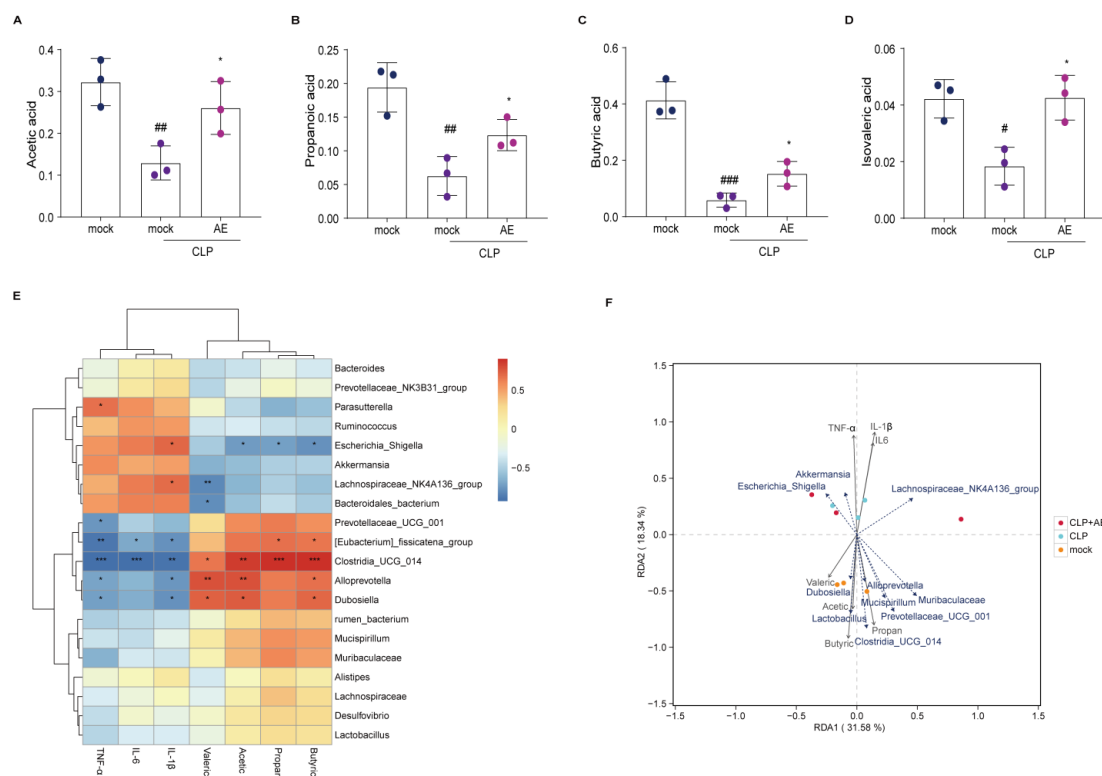 A
B
C
D
Acetic acid
0.4
0.3
0.2
0.1
0.0
##
*
mock
mock
AE
CLP
Propancic acid
0.25
0.20
0.15
0.10
0.05
0.00
##
*
mock
mock
AE
CLP
Butyric acid
0.6
0.4
0.2
0.0
###
*
mock
mock
AE
CLP
Isovaleric acid
0.06
0.04
0.02
0.00
#
*
mock
mock
AE
CLP
E
Bacteroides
Prevotellaceae_NK3B31_group
* Parasutterella
Ruminococcus
* * * * Escherichia_Shigella
Akkermansia
* ** Lachnospiraceae_NK4A136_group
* Bacteroidales_bacterium
* Prevotellaceae_UCG_001
** * ** * * [Eubacterium]_fissicatena_group
*** *** ** * ** *** *** Clostridia_UCG_014
* * ** ** * Alloprevotella
* * * * * Dubosiella
rumen_bacterium
Mucispirillum
Muribaculaceae
Alistipes
Lachnospiraceae
Desulfovibrio
Lactobacillus
TNF-α
IL-6
IL-1β
Valeric
Acetic
Propan
Butyric
0.5
0
−0.5
F
RDA2 ( 18.34 %)
1.5
1.0
0.5
0.0
−0.5
−1.0
−1.5
TNF-α
IL-1β
IL6
Akkermansia
Escherichia_Shigella
Lachnospiraceae_NK4A136_group
Valeric
Alloprevotella
Dubosiella
Muribaculaceae
Mucispirillum
Acetic
Lactobacillus
Prevotellaceae_UCG_001
Propan
Butyric
Clostridia_UCG_014
−1.5
−1.0
−0.5
0.0
0.5
1.0
1.5
RDA1 ( 31.58 %)
CLP+AE
CLP
mock